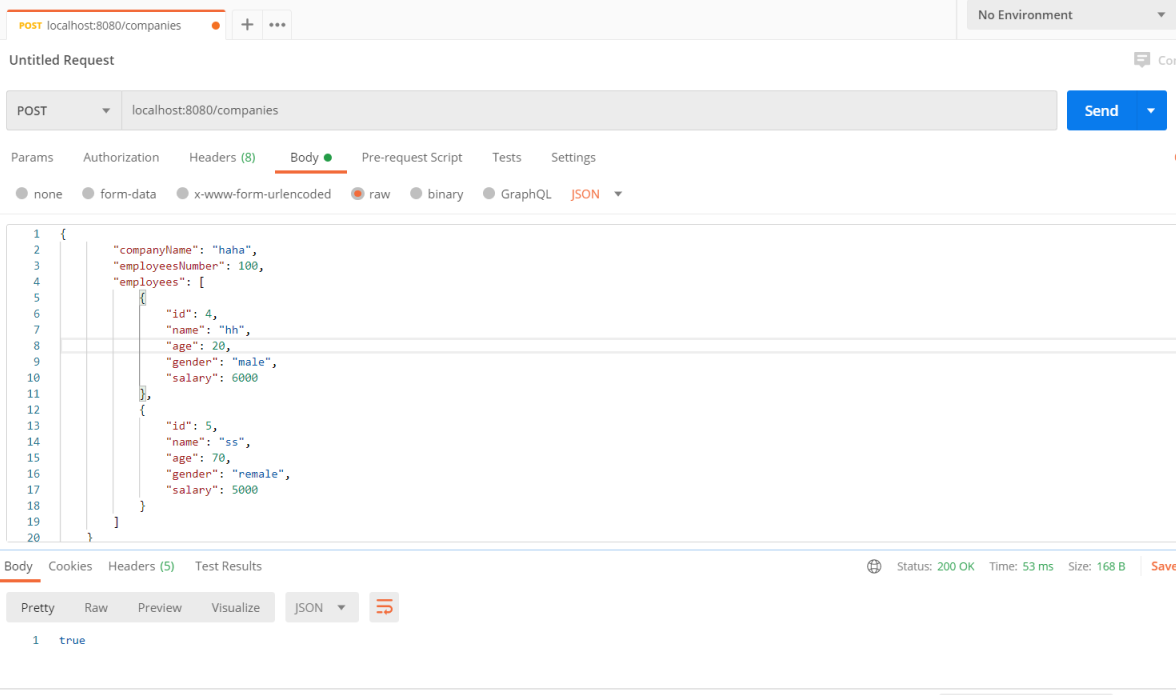 POST localhost:8080/companies
No Environment
Untitled Request
POST localhost:8080/companies Send
Params Authorization Headers (8) Body Pre-request Script Tests Settings
none form-data x-www-form-urlencoded raw binary GraphQL JSON
1 {
2 "companyName": "haha",
3 "employeesNumber": 100,
4 "employees": [
5 {
6 "id": 4,
7 "name": "hh",
8 "age": 20,
9 "gender": "male",
10 "salary": 6000
11 },
12 {
13 "id": 5,
14 "name": "ss",
15 "age": 70,
16 "gender": "remale",
17 "salary": 5000
18 }
19 ]
20 }
Body Cookies Headers (5) Test Results Status: 200 OK Time: 53 ms Size: 168 B Save
Pretty Raw Preview Visualize JSON
1 true